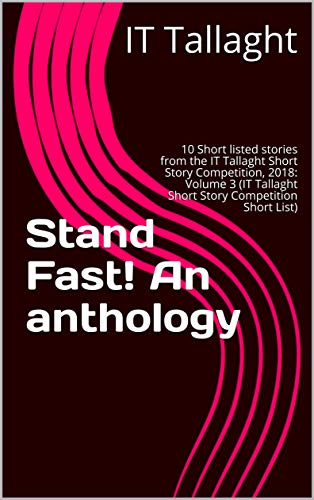 IT Tallaght
10 Short listed stories
from the IT Tallaght Short
Story Competition, 2018:
Volume 3 (IT Tallaght
Short Story Competition
Short List)
Stand
Fast! An
anthology